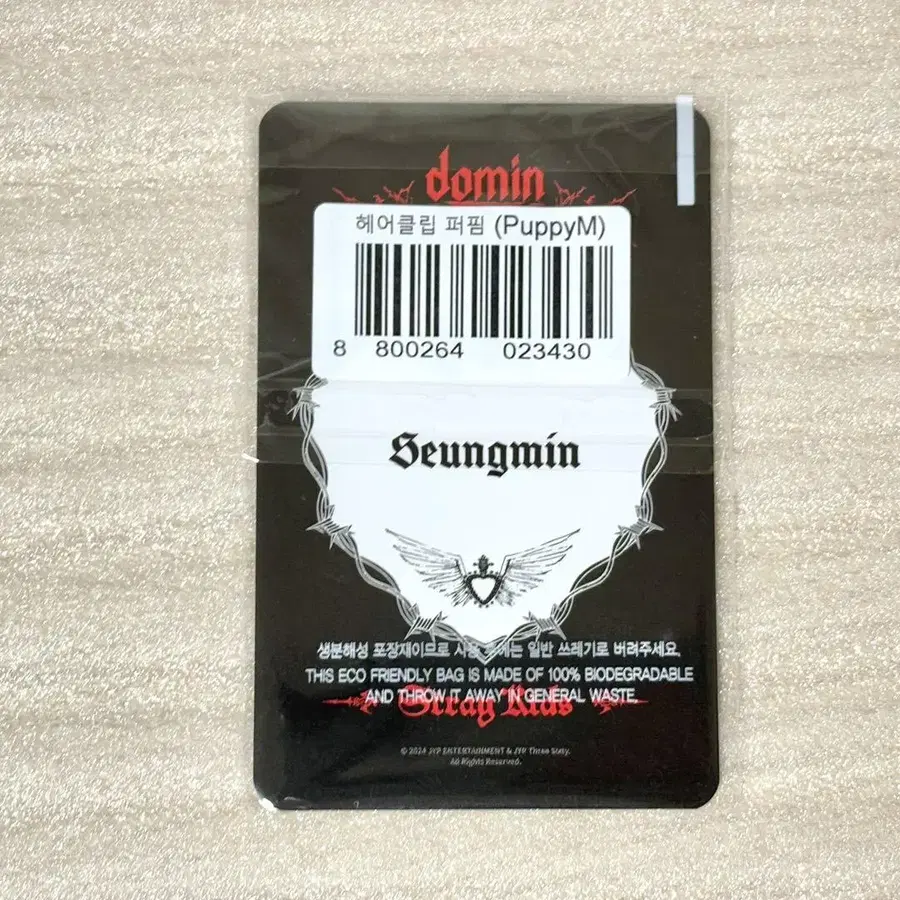 domin
헤어클립 퍼핌 (PuppyM)
8 800264 023430
Seungmin
생분해성 포장재이므로 사용 후에는 일반 쓰레기로 버려주세요.
THIS ECO FRIENDLY BAG IS MADE OF 100% BIODEGRADABLE
AND THROW IT AWAY IN GENERAL WASTE.
Stray Kids
© 2024 JYP ENTERTAINMENT & JYP Three Sixty.
All Rights Reserved.